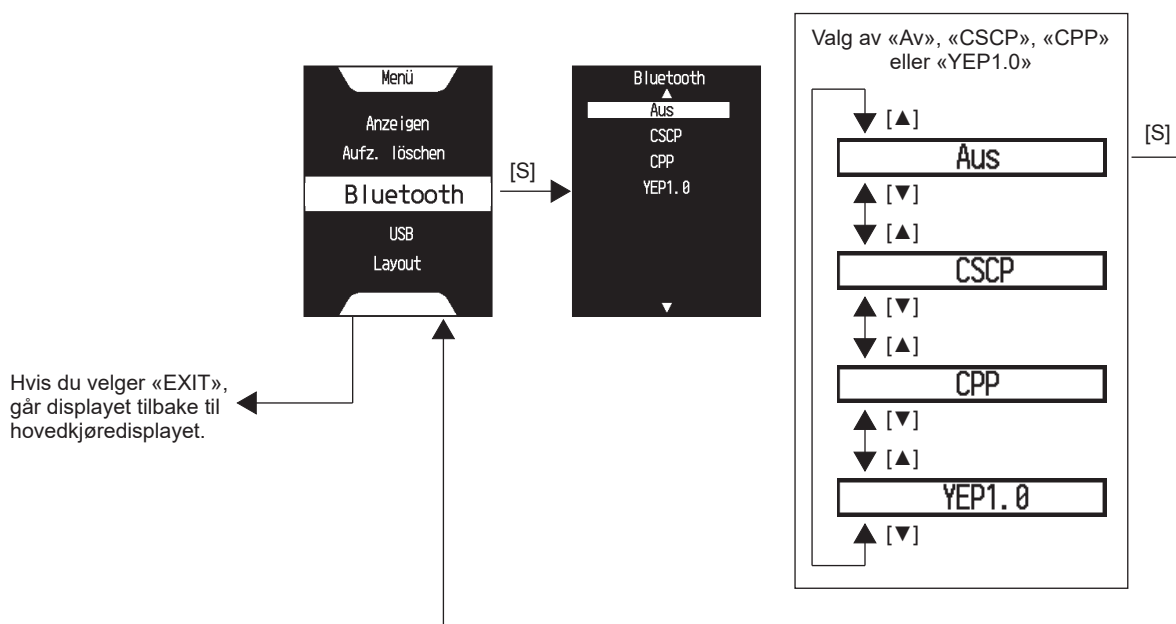 Menü
Anzeigen
Aufz. löschen
Bluetooth
USB
Layout
[S]
Bluetooth
▲
Aus
CSCP
CPP
YEP1.0
▼
Valg av «Av», «CSCP», «CPP»
eller «YEP1.0»
[▲]
Aus
[▼]
[▲]
CSCP
[▼]
[▲]
CPP
[▼]
[▲]
YEP1.0
[▼]
[S]
Hvis du velger «EXIT»,
går displayet tilbake til
hovedkjøredisplayet.